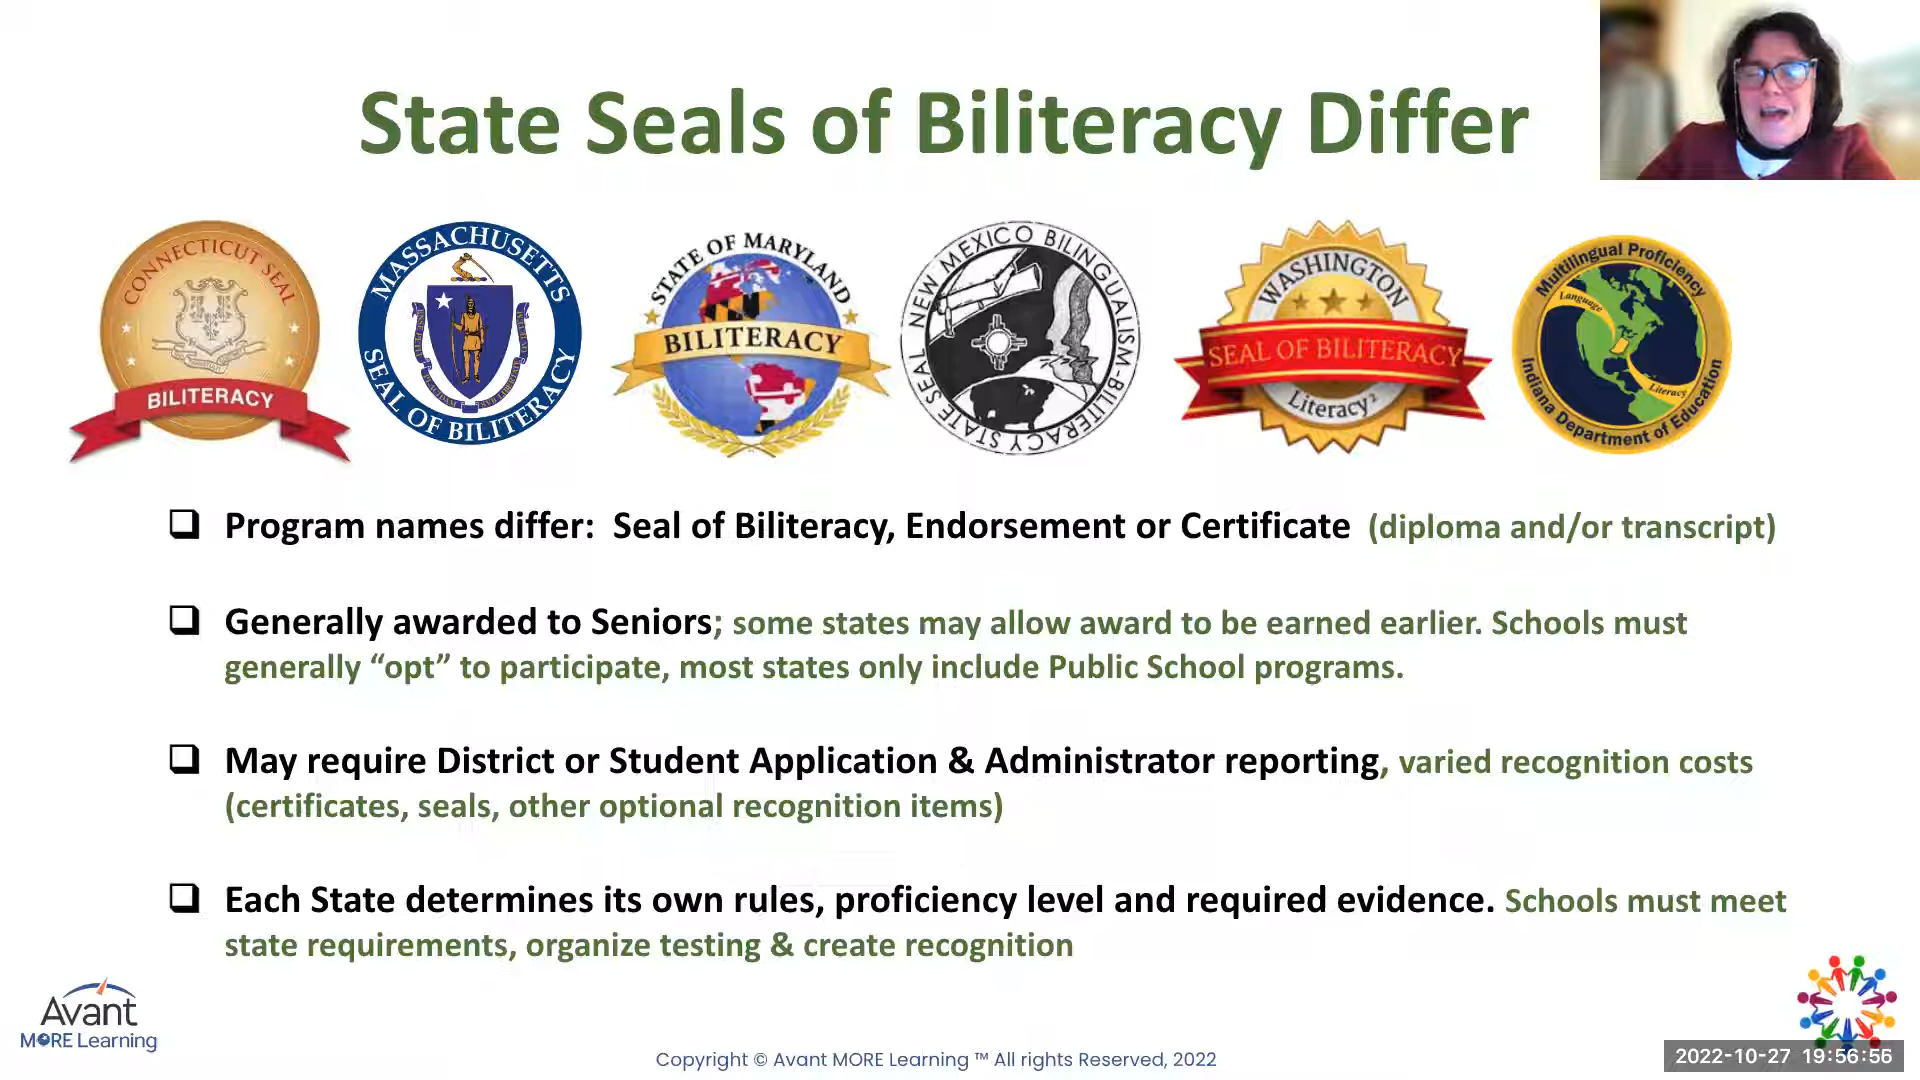 State Seals of Biliteracy Differ
CONNECTICUT SEAL
BILITERACY
MASSACHUSETTS
SEAL OF BILITERACY
STATE OF MARYLAND
BILITERACY
NEW MEXICO BILINGUALISM-BILITERACY STATE SEAL
WASHINGTON
SEAL OF BILITERACY
Literacy²
Multilingual Proficiency
Language
Literacy
Indiana Department of Education
❑ Program names differ: Seal of Biliteracy, Endorsement or Certificate (diploma and/or transcript)
❑ Generally awarded to Seniors; some states may allow award to be earned earlier. Schools must
generally “opt” to participate, most states only include Public School programs.
❑ May require District or Student Application & Administrator reporting, varied recognition costs
(certificates, seals, other optional recognition items)
❑ Each State determines its own rules, proficiency level and required evidence. Schools must meet
state requirements, organize testing & create recognition
Avant
MORE Learning
Copyright © Avant MORE Learning ™ All rights Reserved, 2022
2022-10-27 19:56:56